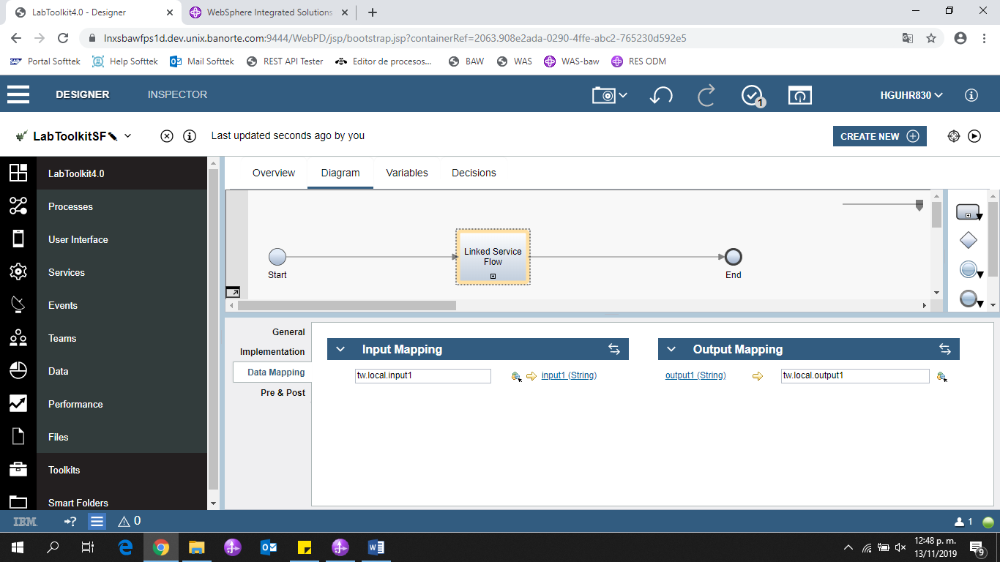 LabToolkit4.0 - Designer
WebSphere Integrated Solutions
lnxsbawfps1d.dev.unix.banorte.com:9444/WebPD/jsp/bootstrap.jsp?containerRef=2063.908e2ada-0290-4ffe-abc2-765230d592e5
Portal Softtek
Help Softtek
Mail Softtek
REST API Tester
Editor de procesos...
BAW
WAS
WAS-baw
RES ODM
DESIGNER
INSPECTOR
1
HGUHR830
LabToolkitSF
Last updated seconds ago by you
CREATE NEW
LabToolkit4.0
Processes
User Interface
Services
Events
Teams
Data
Performance
Files
Toolkits
Smart Folders
Overview
Diagram
Variables
Decisions
Start
Linked Service
Flow
End
General
Implementation
Data Mapping
Pre & Post
Input Mapping
tw.local.input1
input1 (String)
Output Mapping
output1 (String)
tw.local.output1
IBM
0
1
12:48 p. m.
13/11/2019
9